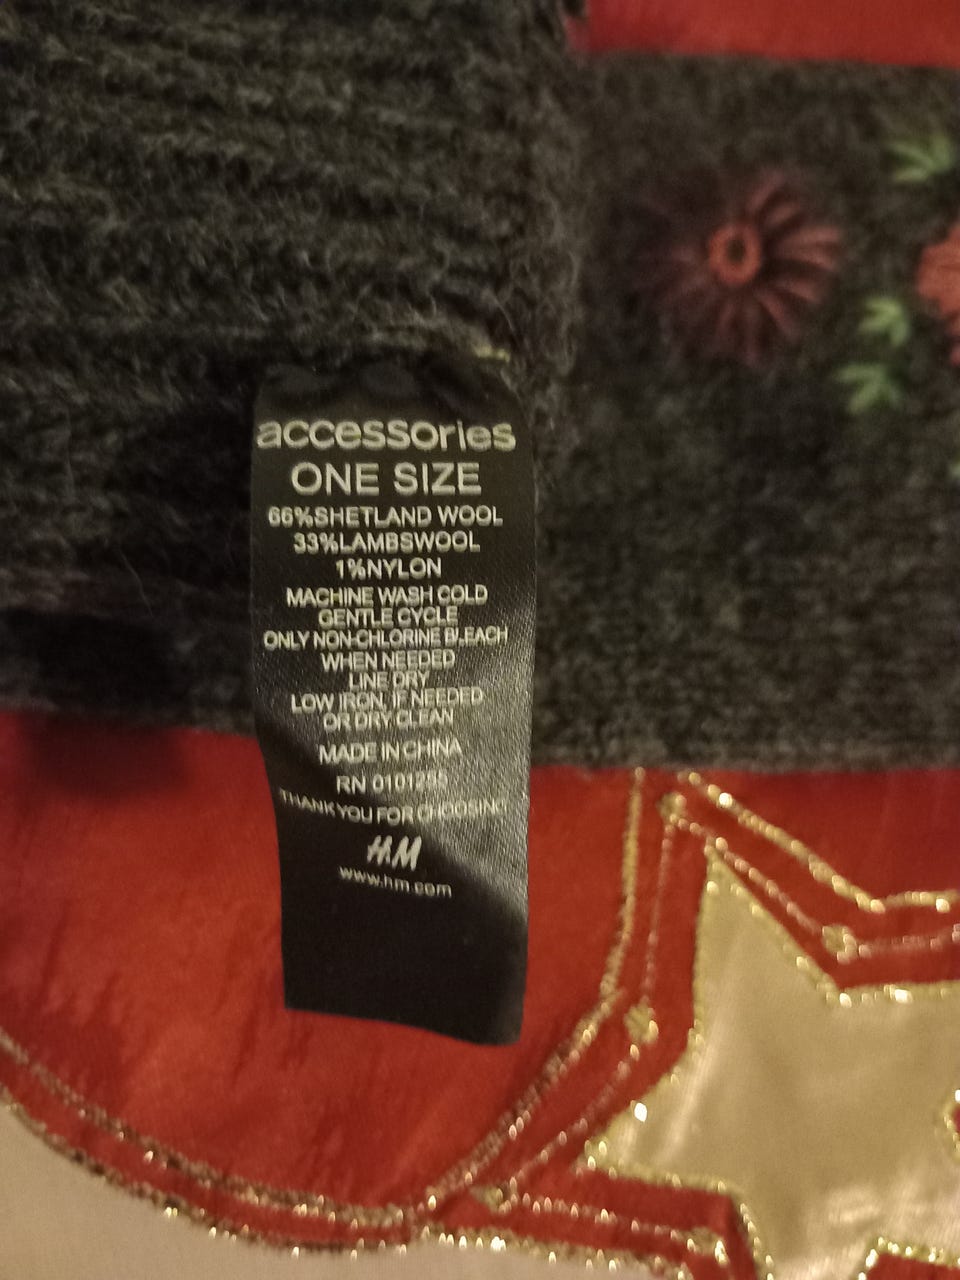 accessories
ONE SIZE
66%SHETLAND WOOL
33%LAMBSWOOL
1%NYLON
MACHINE WASH COLD
GENTLE CYCLE
ONLY NON-CHLORINE BLEACH
WHEN NEEDED
LINE DRY
LOW IRON, IF NEEDED
OR DRY CLEAN
MADE IN CHINA
RN 0101255
THANK YOU FOR CHOOSING
H&M
www.hm.com